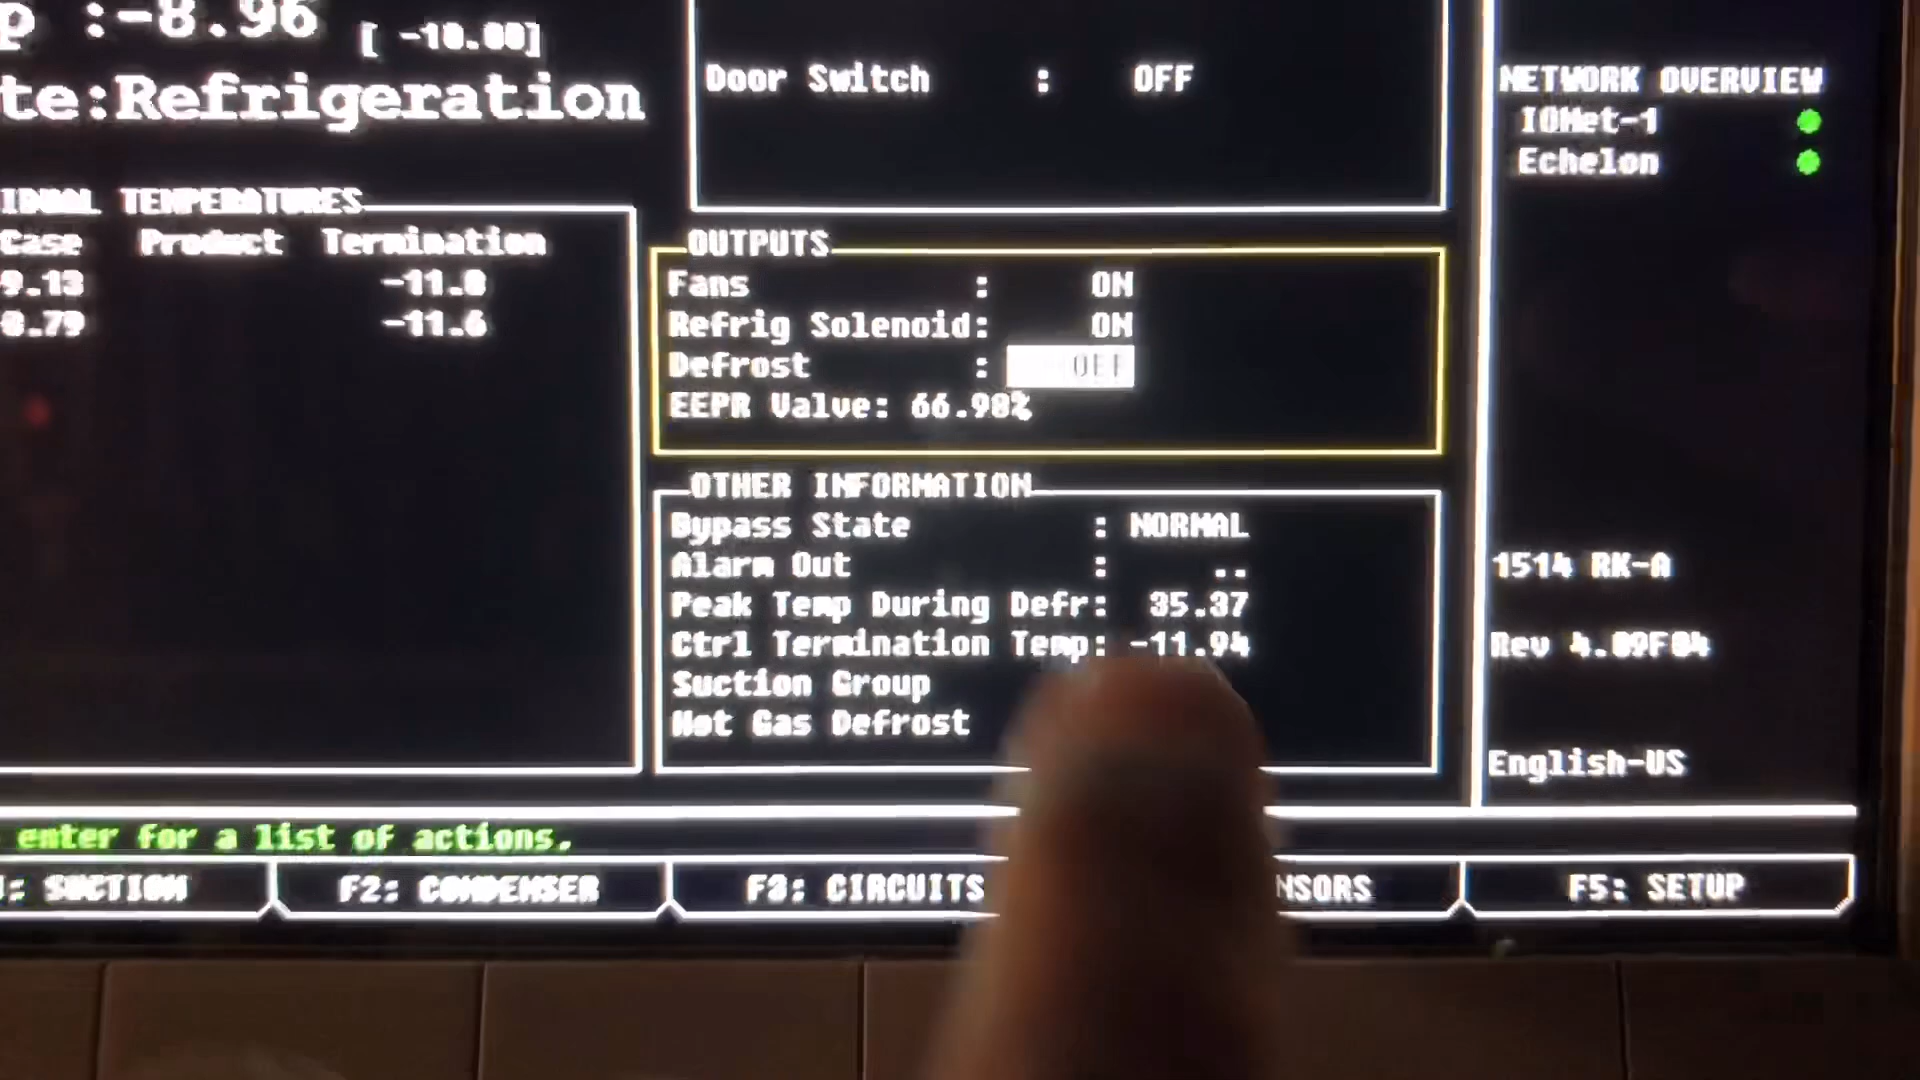 p :-8.96 [ -10.00]
te:Refrigeration
Door Switch : OFF
NETWORK OVERVIEW
IONet-1
Echelon
IDUAL TEMPERATURES
Case Product Termination
9.13 -11.8
8.79 -11.6
OUTPUTS
Fans : ON
Refrig Solenoid: ON
Defrost : OFF
EEPR Valve: 66.98%
OTHER INFORMATION
Bypass State : NORMAL
Alarm Out : ..
Peak Temp During Defr: 35.37
Ctrl Termination Temp: -11.94
Suction Group
Hot Gas Defrost
1514 RK-A
Rev 4.09F04
English-US
enter for a list of actions.
: SUCTION F2: CONDENSER F3: CIRCUITS NSORS F5: SETUP